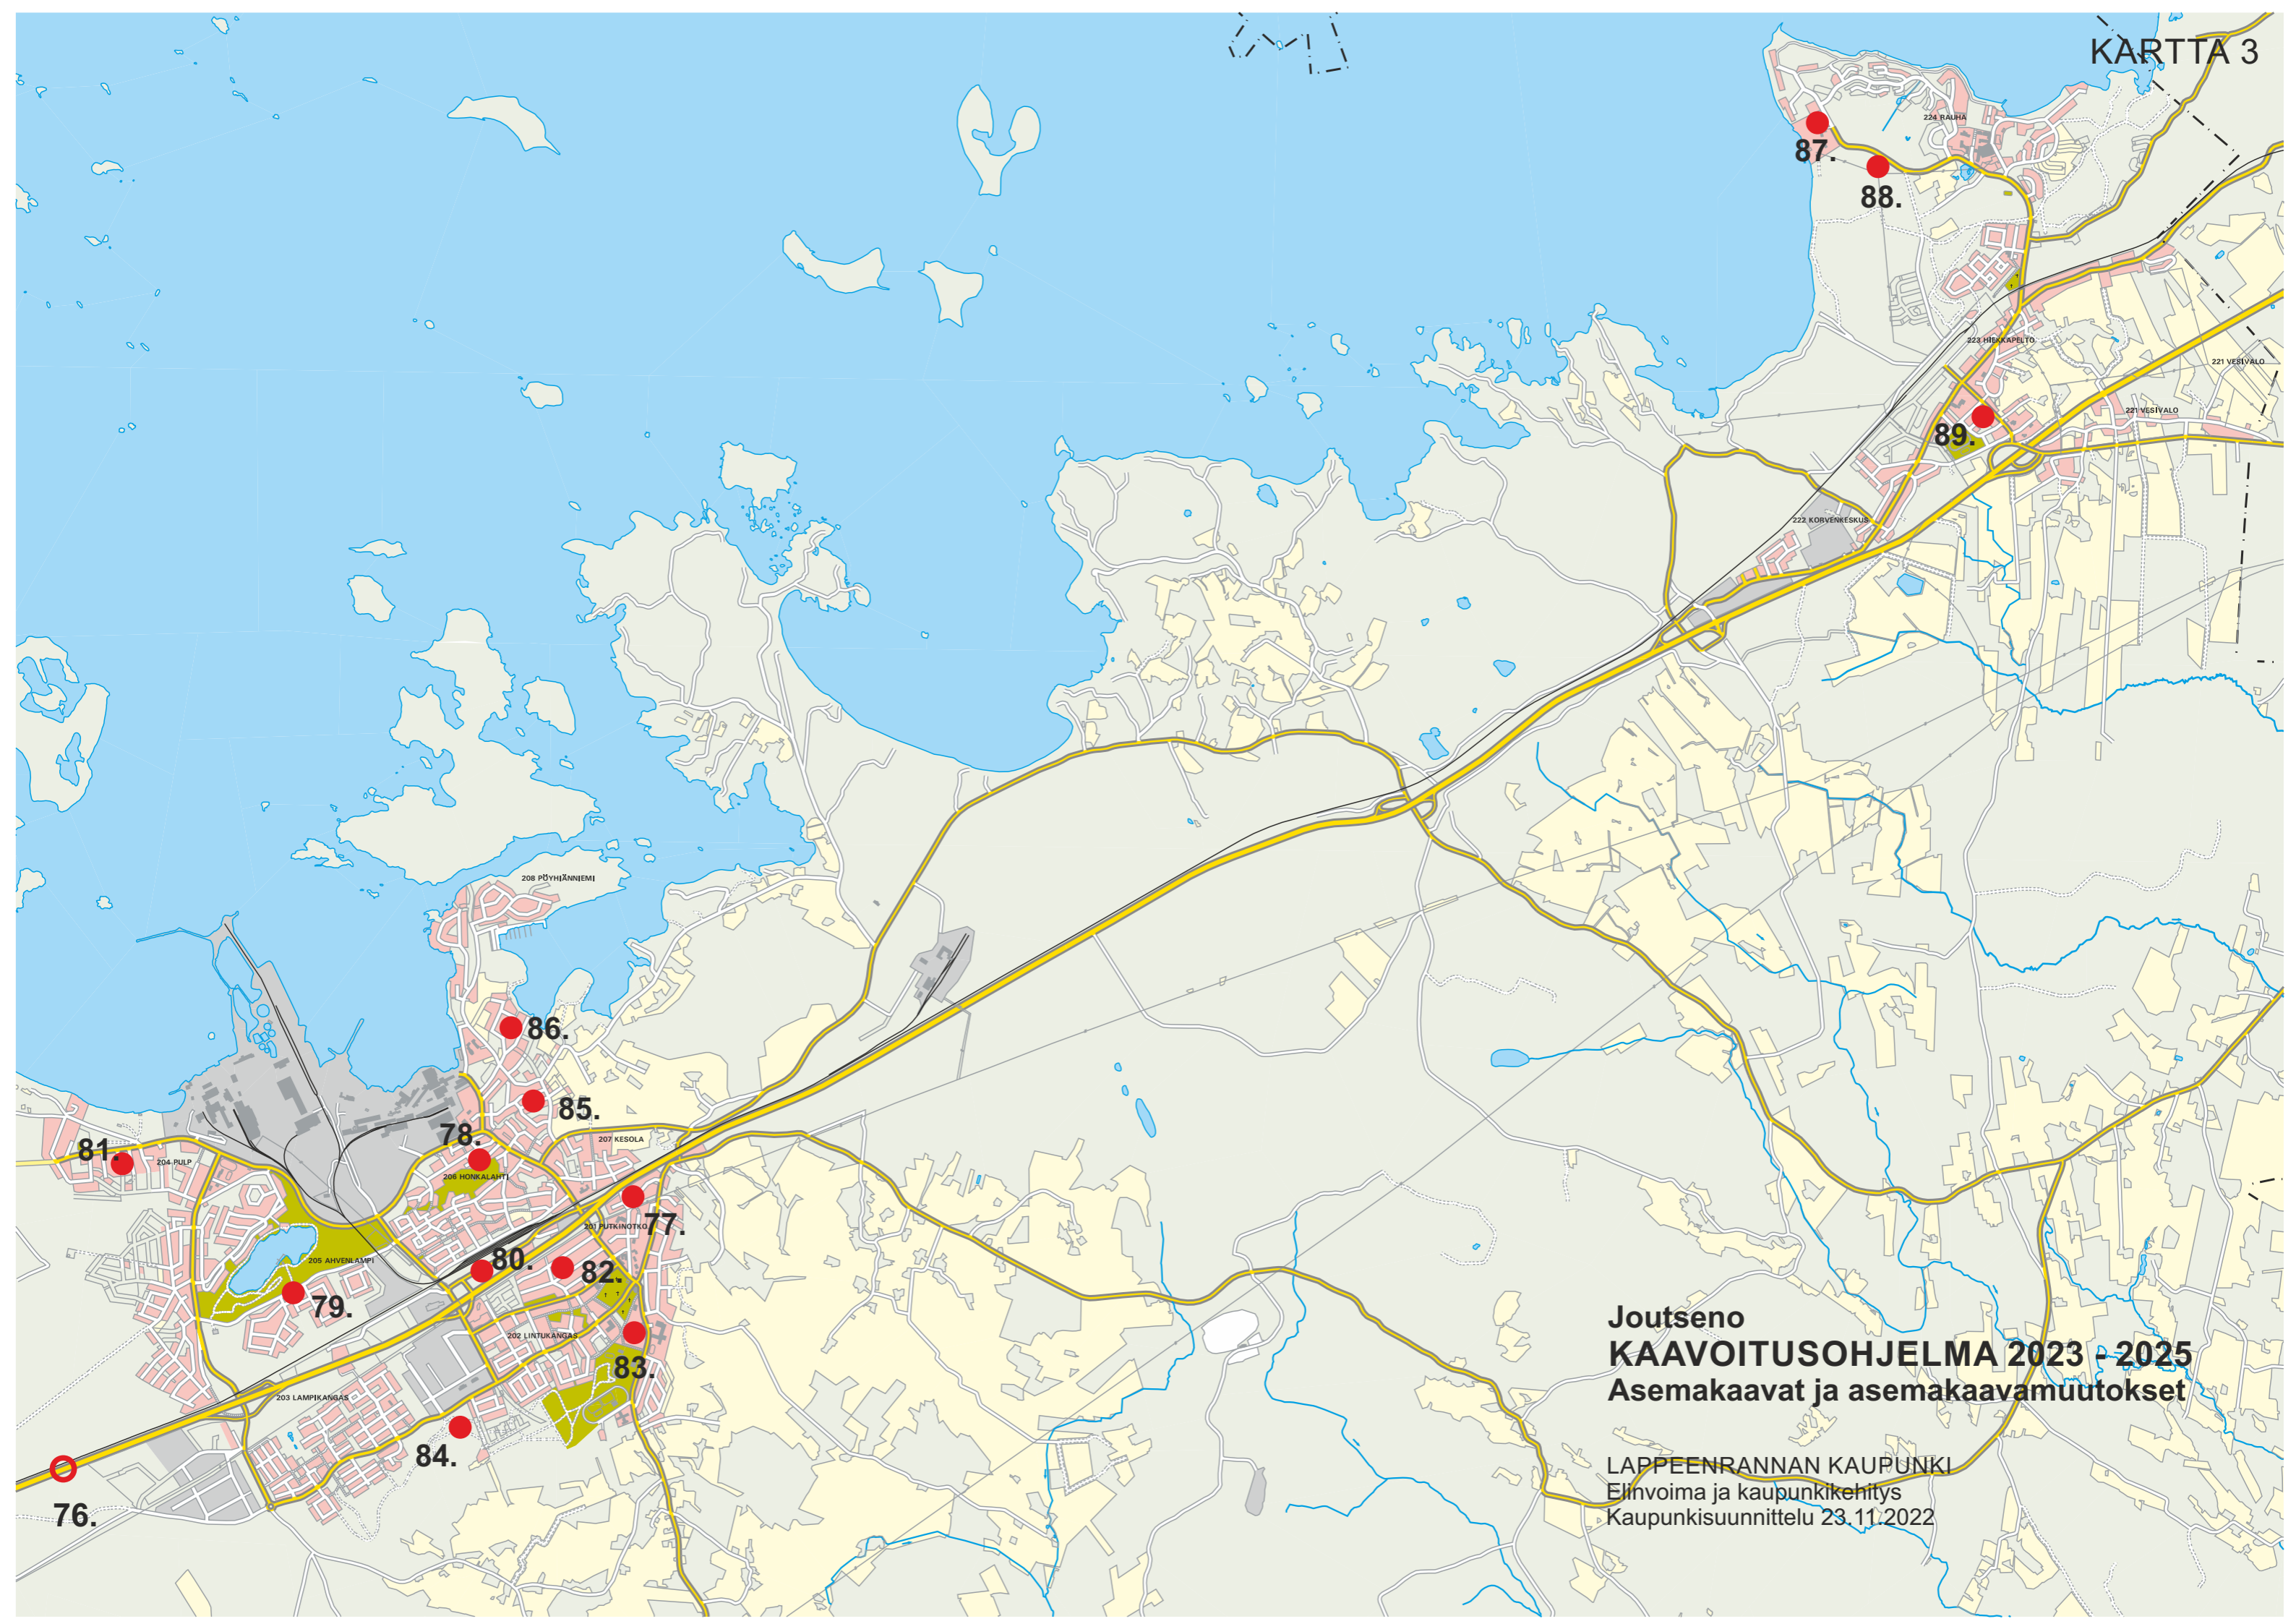 KARTTA 3
224 RAUHA
87.
88.
223 HIEKKAPELTO
221 VESIVALO
221 VESIVALO
89.
222 KORVENKESKUS
208 PÖYHIÄNNIEMI
86.
85.
78.
207 KESOLA
81.
204 PULP
206 HONKALAHTI
77.
201 PUTKINOTKO
205 AHVENLAMPI
80.
82.
79.
202 LINTUKANGAS
83.
203 LAMPIKANGAS
84.
76.
Joutseno
KAAVOITUSOHJELMA 2023 - 2025
Asemakaavat ja asemakaavamuutokset
LAPPEENRANNAN KAUPUNKI
Elinvoima ja kaupunkikehitys
Kaupunkisuunnittelu 23.11.2022